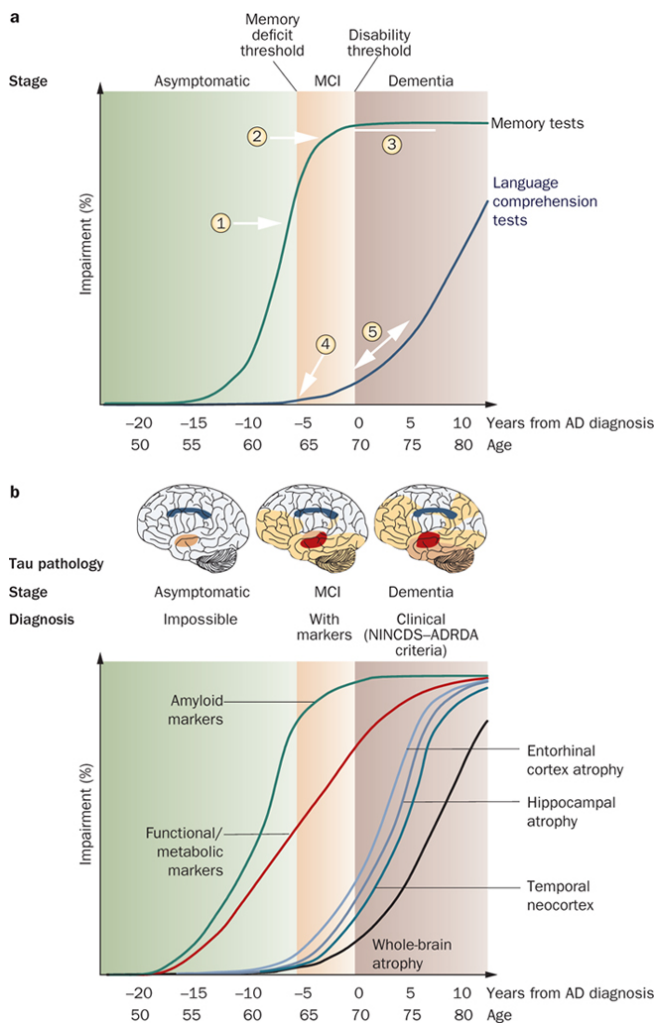 a
Memory
deficit
threshold
Disability
threshold
Stage
Asymptomatic
MCI
Dementia
Impairment (%)
1
2
3
4
5
Memory tests
Language
comprehension
tests
−20 −15 −10 −5 0 5 10 Years from AD diagnosis
50 55 60 65 70 75 80 Age
b
Tau pathology
Stage
Asymptomatic
MCI
Dementia
Diagnosis
Impossible
With
markers
Clinical
(NINCDS–ADRDA
criteria)
Impairment (%)
Amyloid
markers
Functional/
metabolic
markers
Entorhinal
cortex atrophy
Hippocampal
atrophy
Temporal
neocortex
Whole-brain
atrophy
−20 −15 −10 −5 0 5 10 Years from AD diagnosis
50 55 60 65 70 75 80 Age